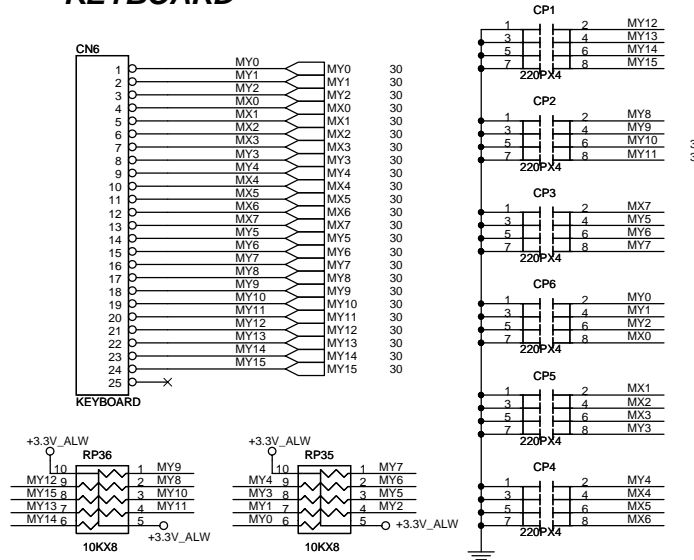 KEYBOARD
CN6
1 MY0 MY0 30
2 MY1 MY1 30
3 MY2 MY2 30
4 MX0 MX0 30
5 MX1 MX1 30
6 MX2 MX2 30
7 MX3 MX3 30
8 MY3 MY3 30
9 MY4 MY4 30
10 MX4 MX4 30
11 MX5 MX5 30
12 MX6 MX6 30
13 MX7 MX7 30
14 MY5 MY5 30
15 MY6 MY6 30
16 MY7 MY7 30
17 MY8 MY8 30
18 MY9 MY9 30
19 MY10 MY10 30
20 MY11 MY11 30
21 MY12 MY12 30
22 MY13 MY13 30
23 MY14 MY14 30
24 MY15 MY15 30
25
KEYBOARD
CP1
1 2 MY12
3 4 MY13
5 6 MY14
7 8 MY15
220PX4
CP2
1 2 MY8
3 4 MY9
5 6 MY10
7 8 MY11
220PX4
3
3
CP3
1 2 MX7
3 4 MY5
5 6 MY6
7 8 MY7
220PX4
CP6
1 2 MY0
3 4 MY1
5 6 MY2
7 8 MX0
220PX4
CP5
1 2 MX1
3 4 MX2
5 6 MX3
7 8 MY3
220PX4
CP4
1 2 MY4
3 4 MX4
5 6 MX5
7 8 MX6
220PX4
+3.3V_ALW
RP36
10 1 MY9
MY12 9 2 MY8
MY15 8 3 MY10
MY13 7 4 MY11
MY14 6 5
+3.3V_ALW
10KX8
+3.3V_ALW
RP35
10 1 MY7
MY4 9 2 MY6
MY3 8 3 MY5
MY1 7 4 MY2
MY0 6 5 +3.3V_ALW
10KX8